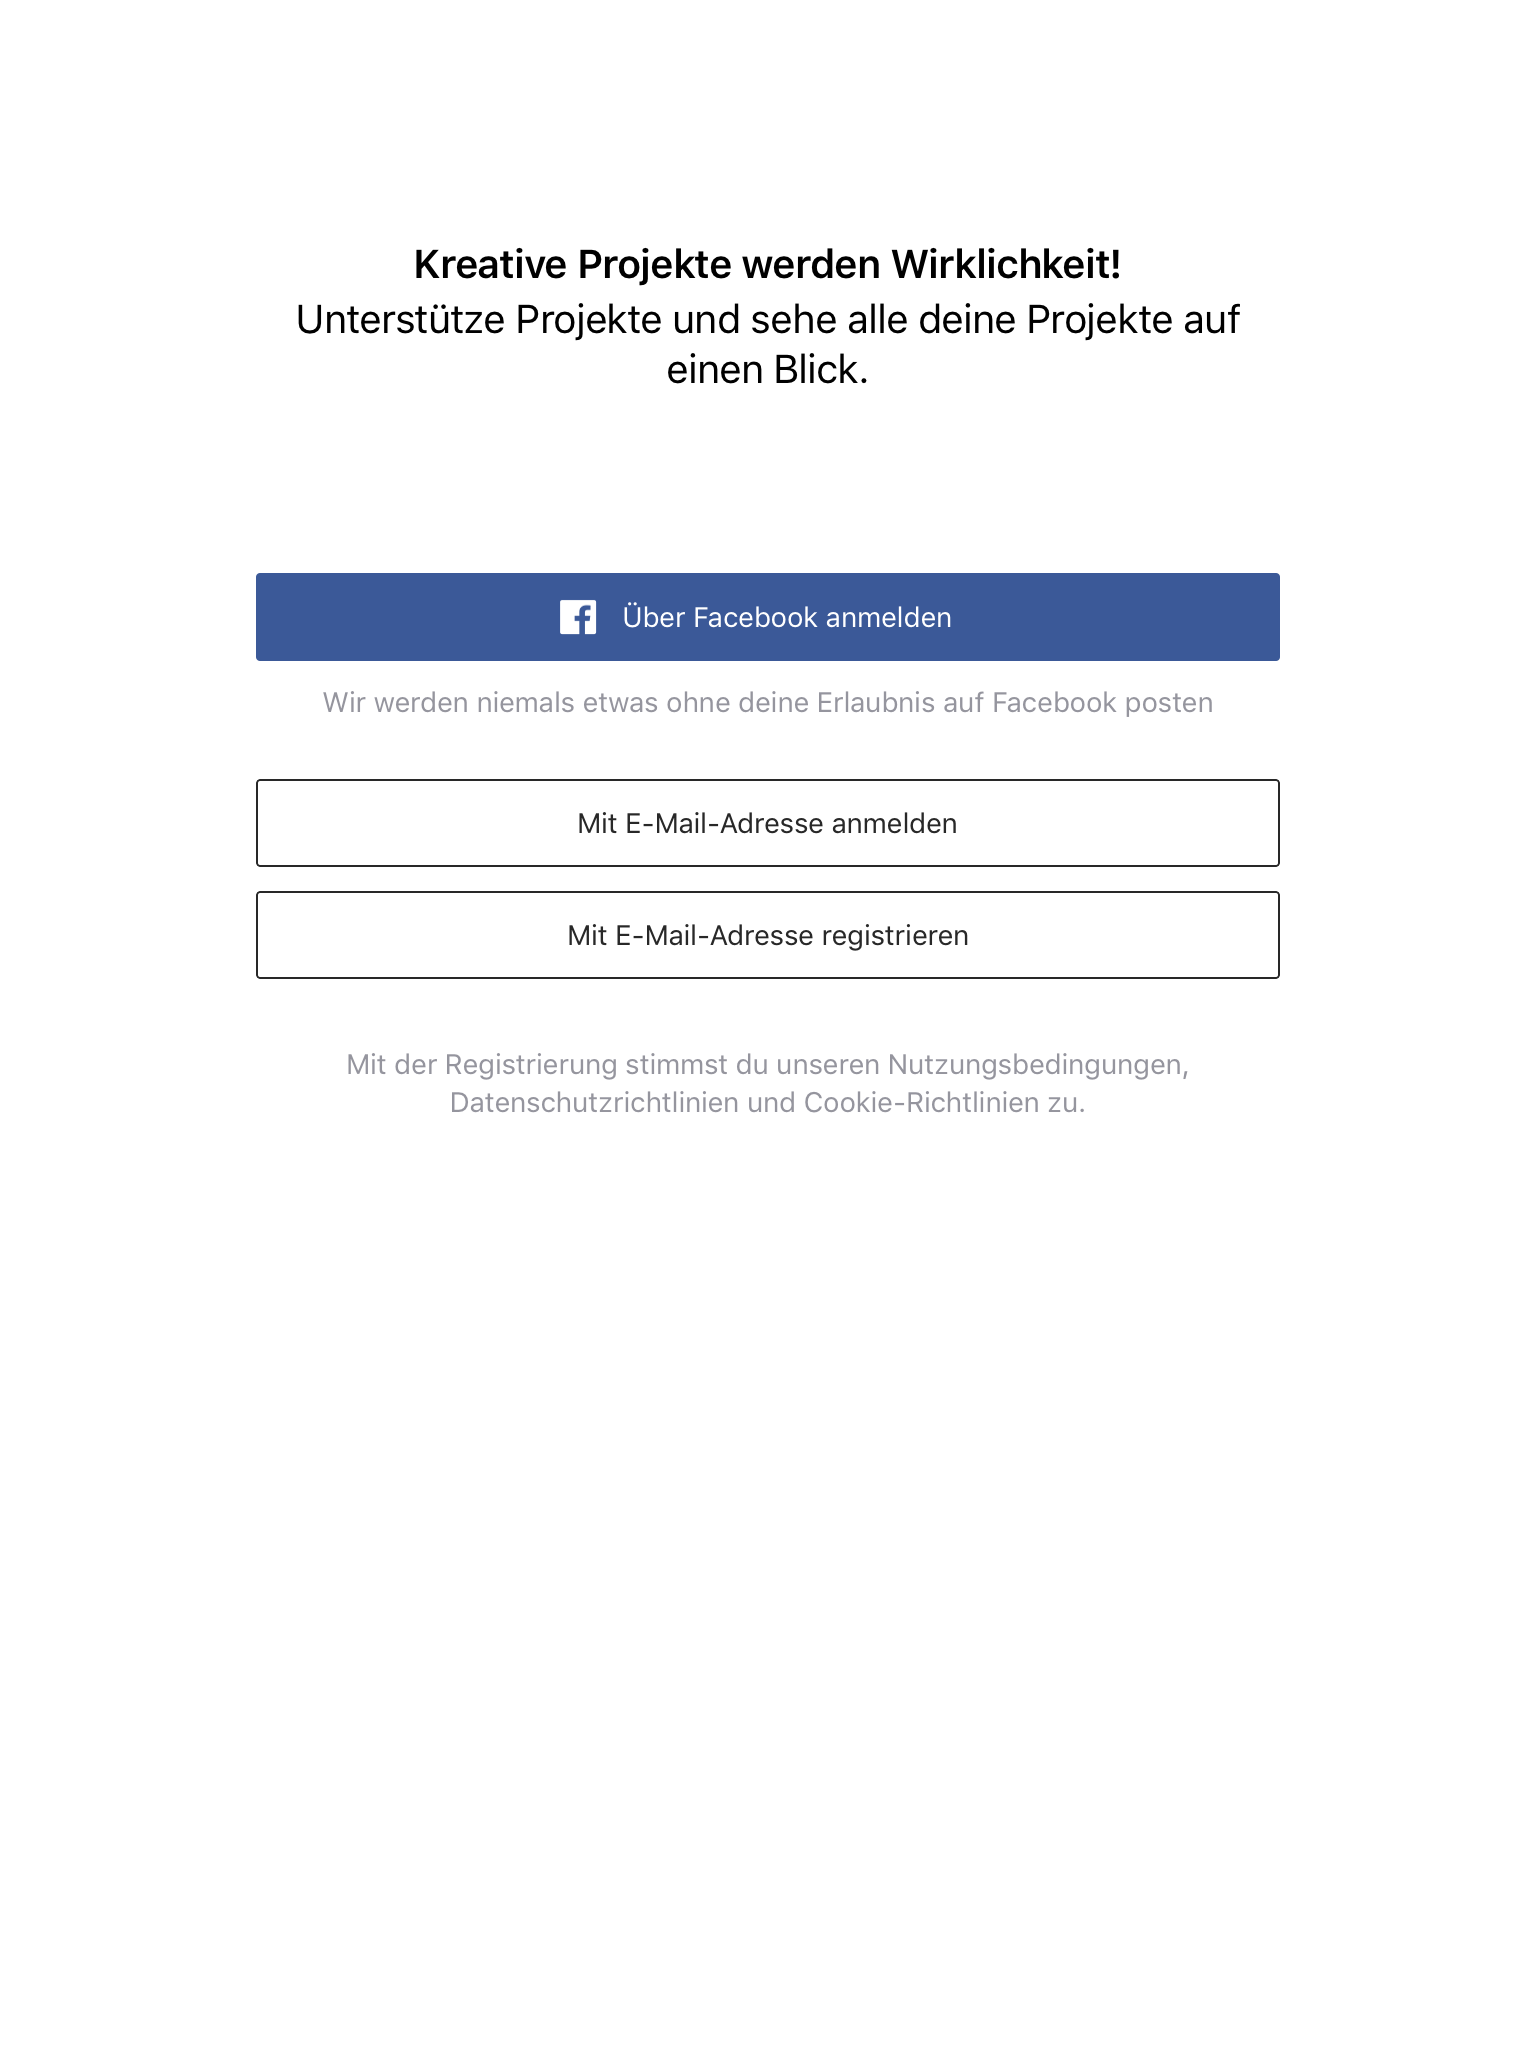 Kreative Projekte werden Wirklichkeit!
Unterstütze Projekte und sehe alle deine Projekte auf
einen Blick.
Über Facebook anmelden
Wir werden niemals etwas ohne deine Erlaubnis auf Facebook posten
Mit E-Mail-Adresse anmelden
Mit E-Mail-Adresse registrieren
Mit der Registrierung stimmst du unseren Nutzungsbedingungen,
Datenschutzrichtlinien und Cookie-Richtlinien zu.